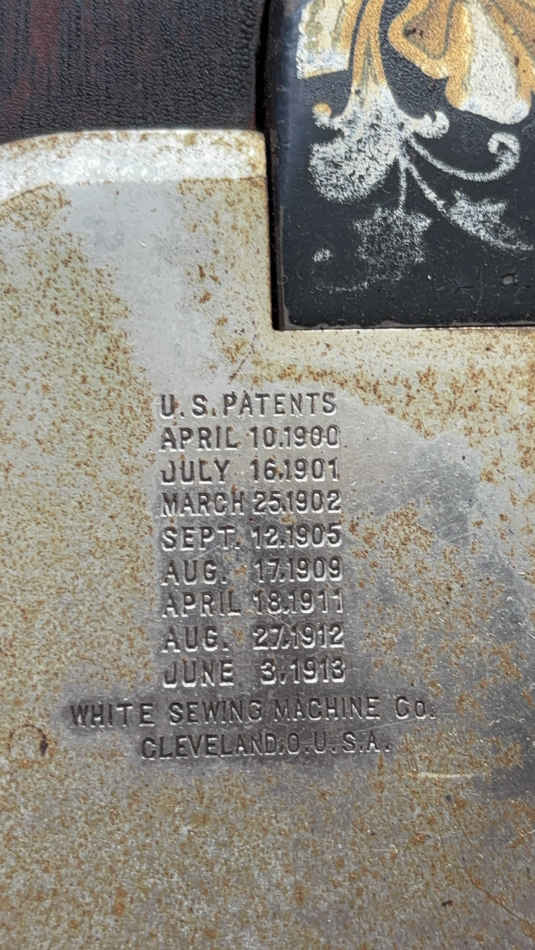 U.S. PATENTS
APRIL 10.1900
JULY 16.1901
MARCH 25.1902
SEPT. 12.1905
AUG. 17.1909
APRIL 18.1911
AUG. 27.1912
JUNE 3.1913
WHITE SEWING MACHINE Co.
CLEVELAND,O.U.S.A.